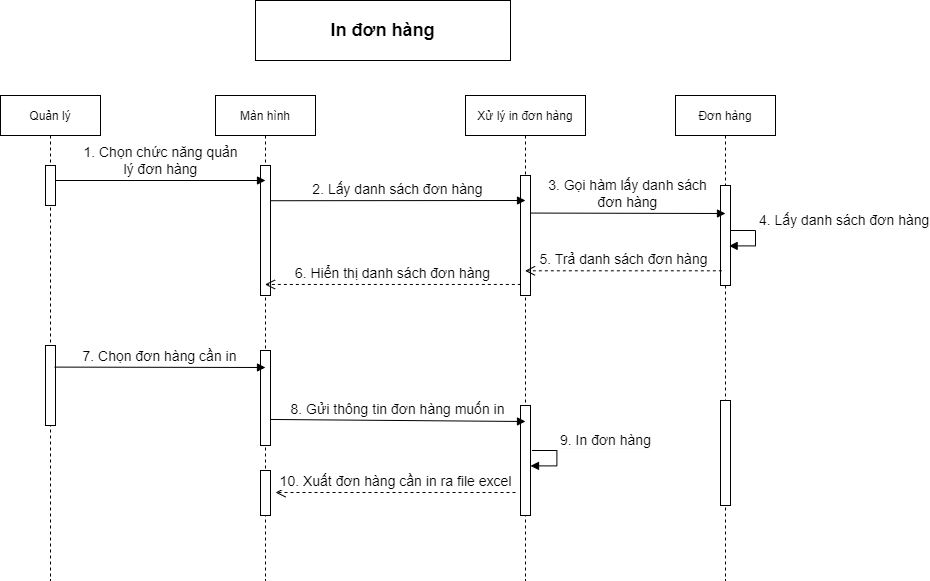 In đơn hàng
Quản lý
Màn hình
Xử lý in đơn hàng
Đơn hàng
1. Chọn chức năng quản
lý đơn hàng
2. Lấy danh sách đơn hàng
3. Gọi hàm lấy danh sách
đơn hàng
4. Lấy danh sách đơn hàng
5. Trả danh sách đơn hàng
6. Hiển thị danh sách đơn hàng
7. Chọn đơn hàng cần in
8. Gửi thông tin đơn hàng muốn in
9. In đơn hàng
10. Xuất đơn hàng cần in ra file excel